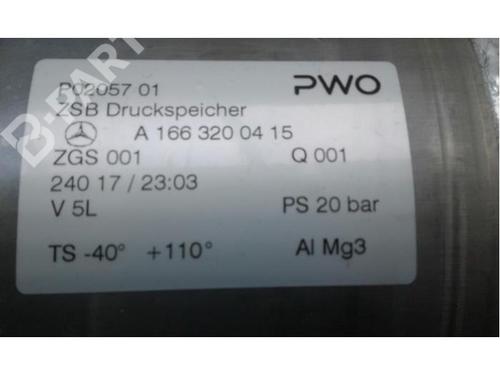 P02057 01 PWO
ZSB Druckspeicher
A 166 320 04 15
ZGS 001 Q 001
240 17 / 23:03
V 5L PS 20 bar
TS -40° +110° Al Mg3
B-PARTS